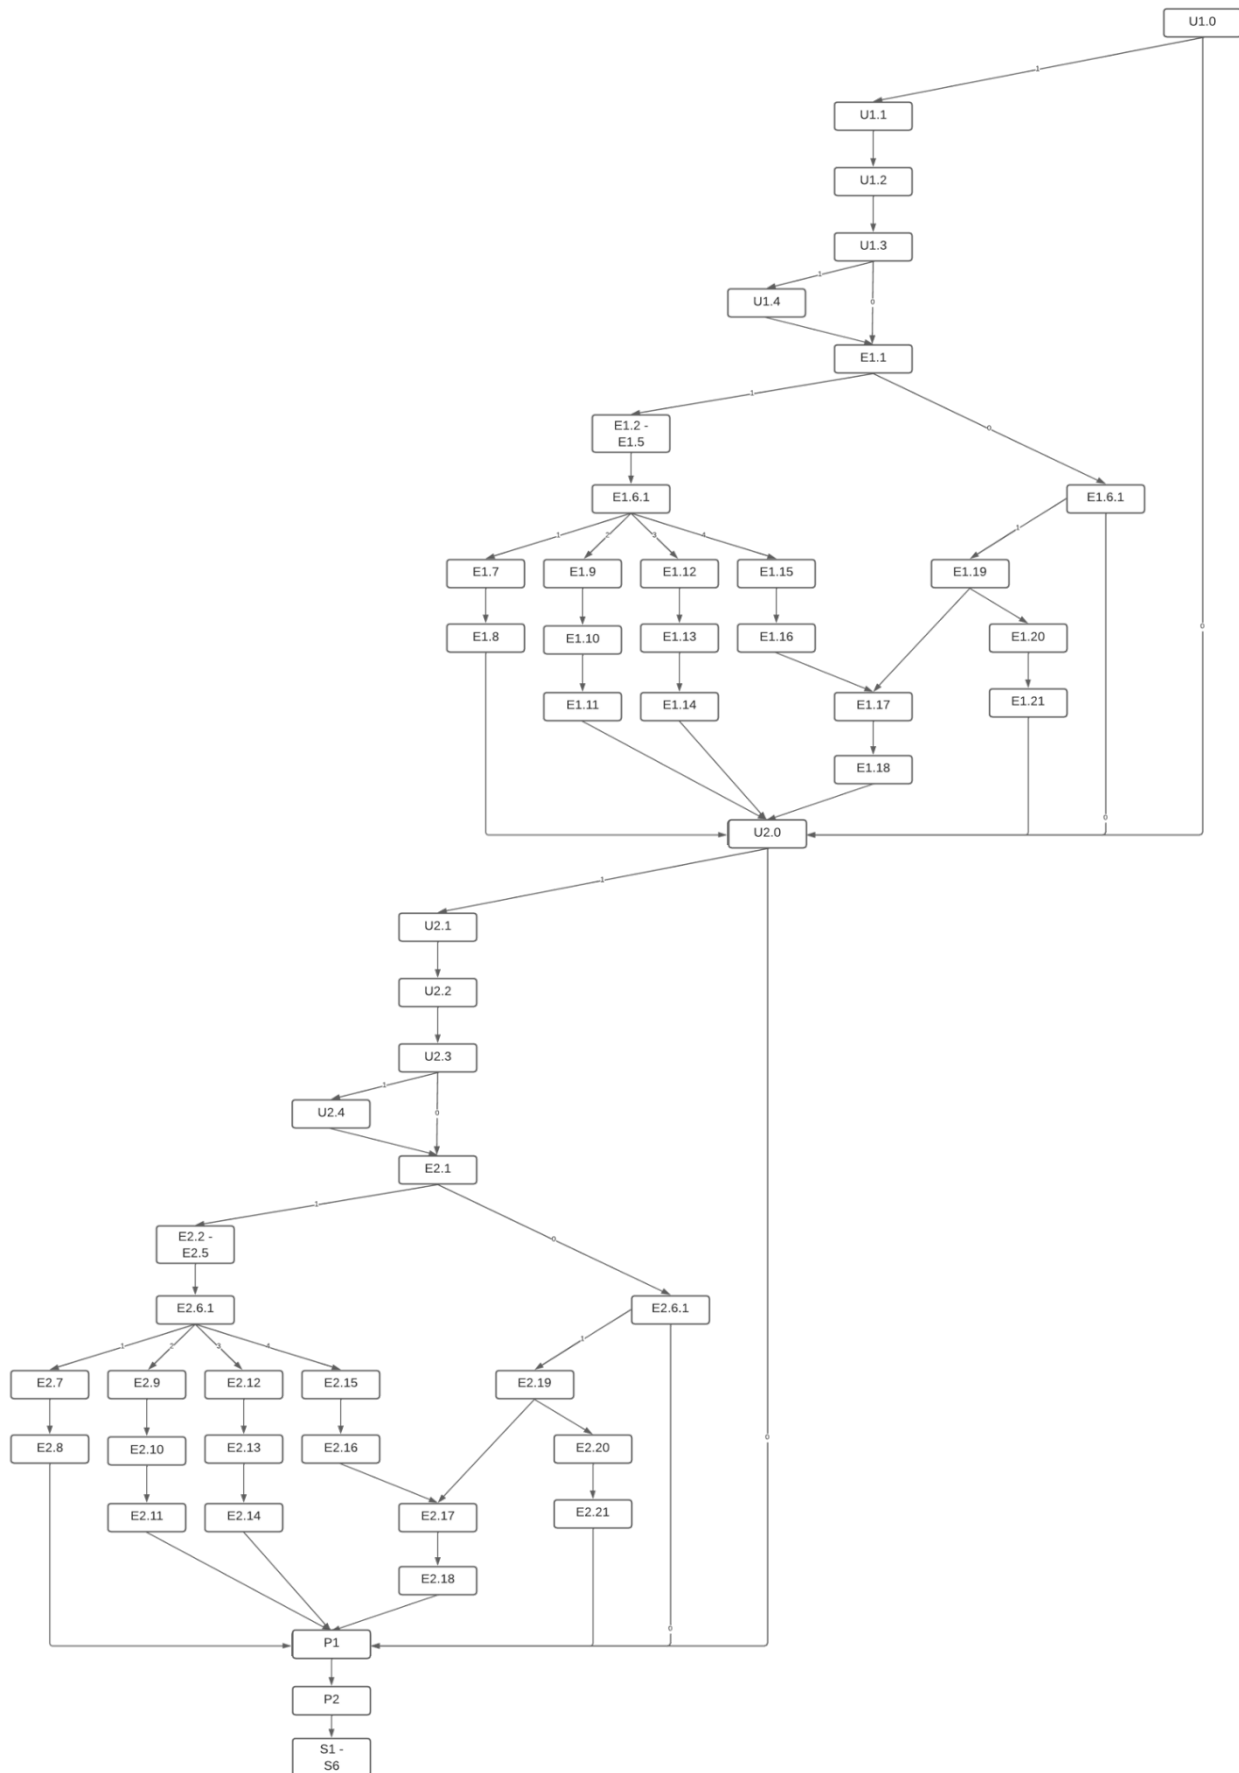 U1.0
1
U1.1
U1.2
U1.3
1
U1.4
0
E1.1
1
E1.2 -
E1.5
0
E1.6.1
E1.6.1
1
2
3
4
1
E1.7
E1.9
E1.12
E1.15
E1.19
E1.8
E1.10
E1.13
E1.16
E1.20
0
E1.11
E1.14
E1.17
E1.21
E1.18
0
U2.0
1
U2.1
U2.2
U2.3
1
U2.4
0
E2.1
1
E2.2 -
E2.5
0
E2.6.1
E2.6.1
1
2
3
4
1
E2.7
E2.9
E2.12
E2.15
E2.19
E2.8
E2.10
E2.13
E2.16
E2.20
0
E2.11
E2.14
E2.17
E2.21
E2.18
0
P1
P2
S1 -
S6